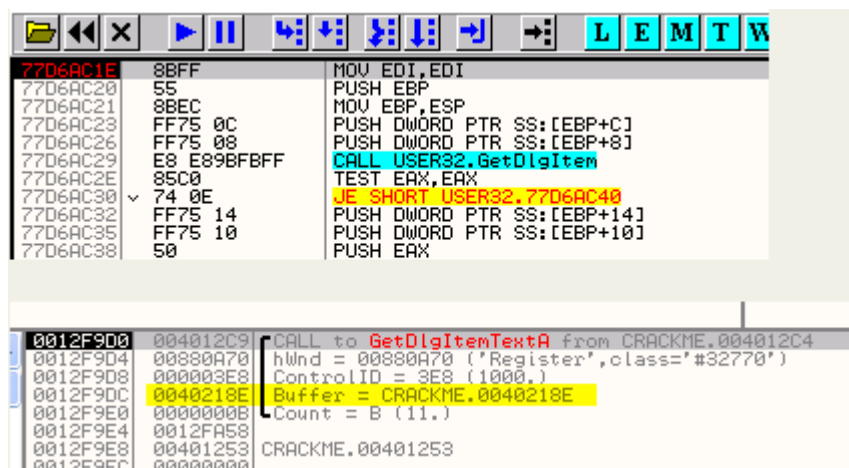 L E M T W
77D6AC1E 8BFF MOV EDI,EDI
77D6AC20 55 PUSH EBP
77D6AC21 8BEC MOV EBP,ESP
77D6AC23 FF75 0C PUSH DWORD PTR SS:[EBP+C]
77D6AC26 FF75 08 PUSH DWORD PTR SS:[EBP+8]
77D6AC29 E8 E89BFBFF CALL USER32.GetDlgItem
77D6AC2E 85C0 TEST EAX,EAX
77D6AC30 74 0E JE SHORT USER32.77D6AC40
77D6AC32 FF75 14 PUSH DWORD PTR SS:[EBP+14]
77D6AC35 FF75 10 PUSH DWORD PTR SS:[EBP+10]
77D6AC38 50 PUSH EAX
0012F9D0 004012C9 CALL to GetDlgItemTextA from CRACKME.004012C4
0012F9D4 00880A70 hWnd = 00880A70 ('Register',class='#32770')
0012F9D8 000003E8 ControlID = 3E8 (1000.)
0012F9DC 0040218E Buffer = CRACKME.0040218E
0012F9E0 0000000B Count = B (11.)
0012F9E4 0012FA58
0012F9E8 00401253 CRACKME.00401253
0012F9EC 00000000